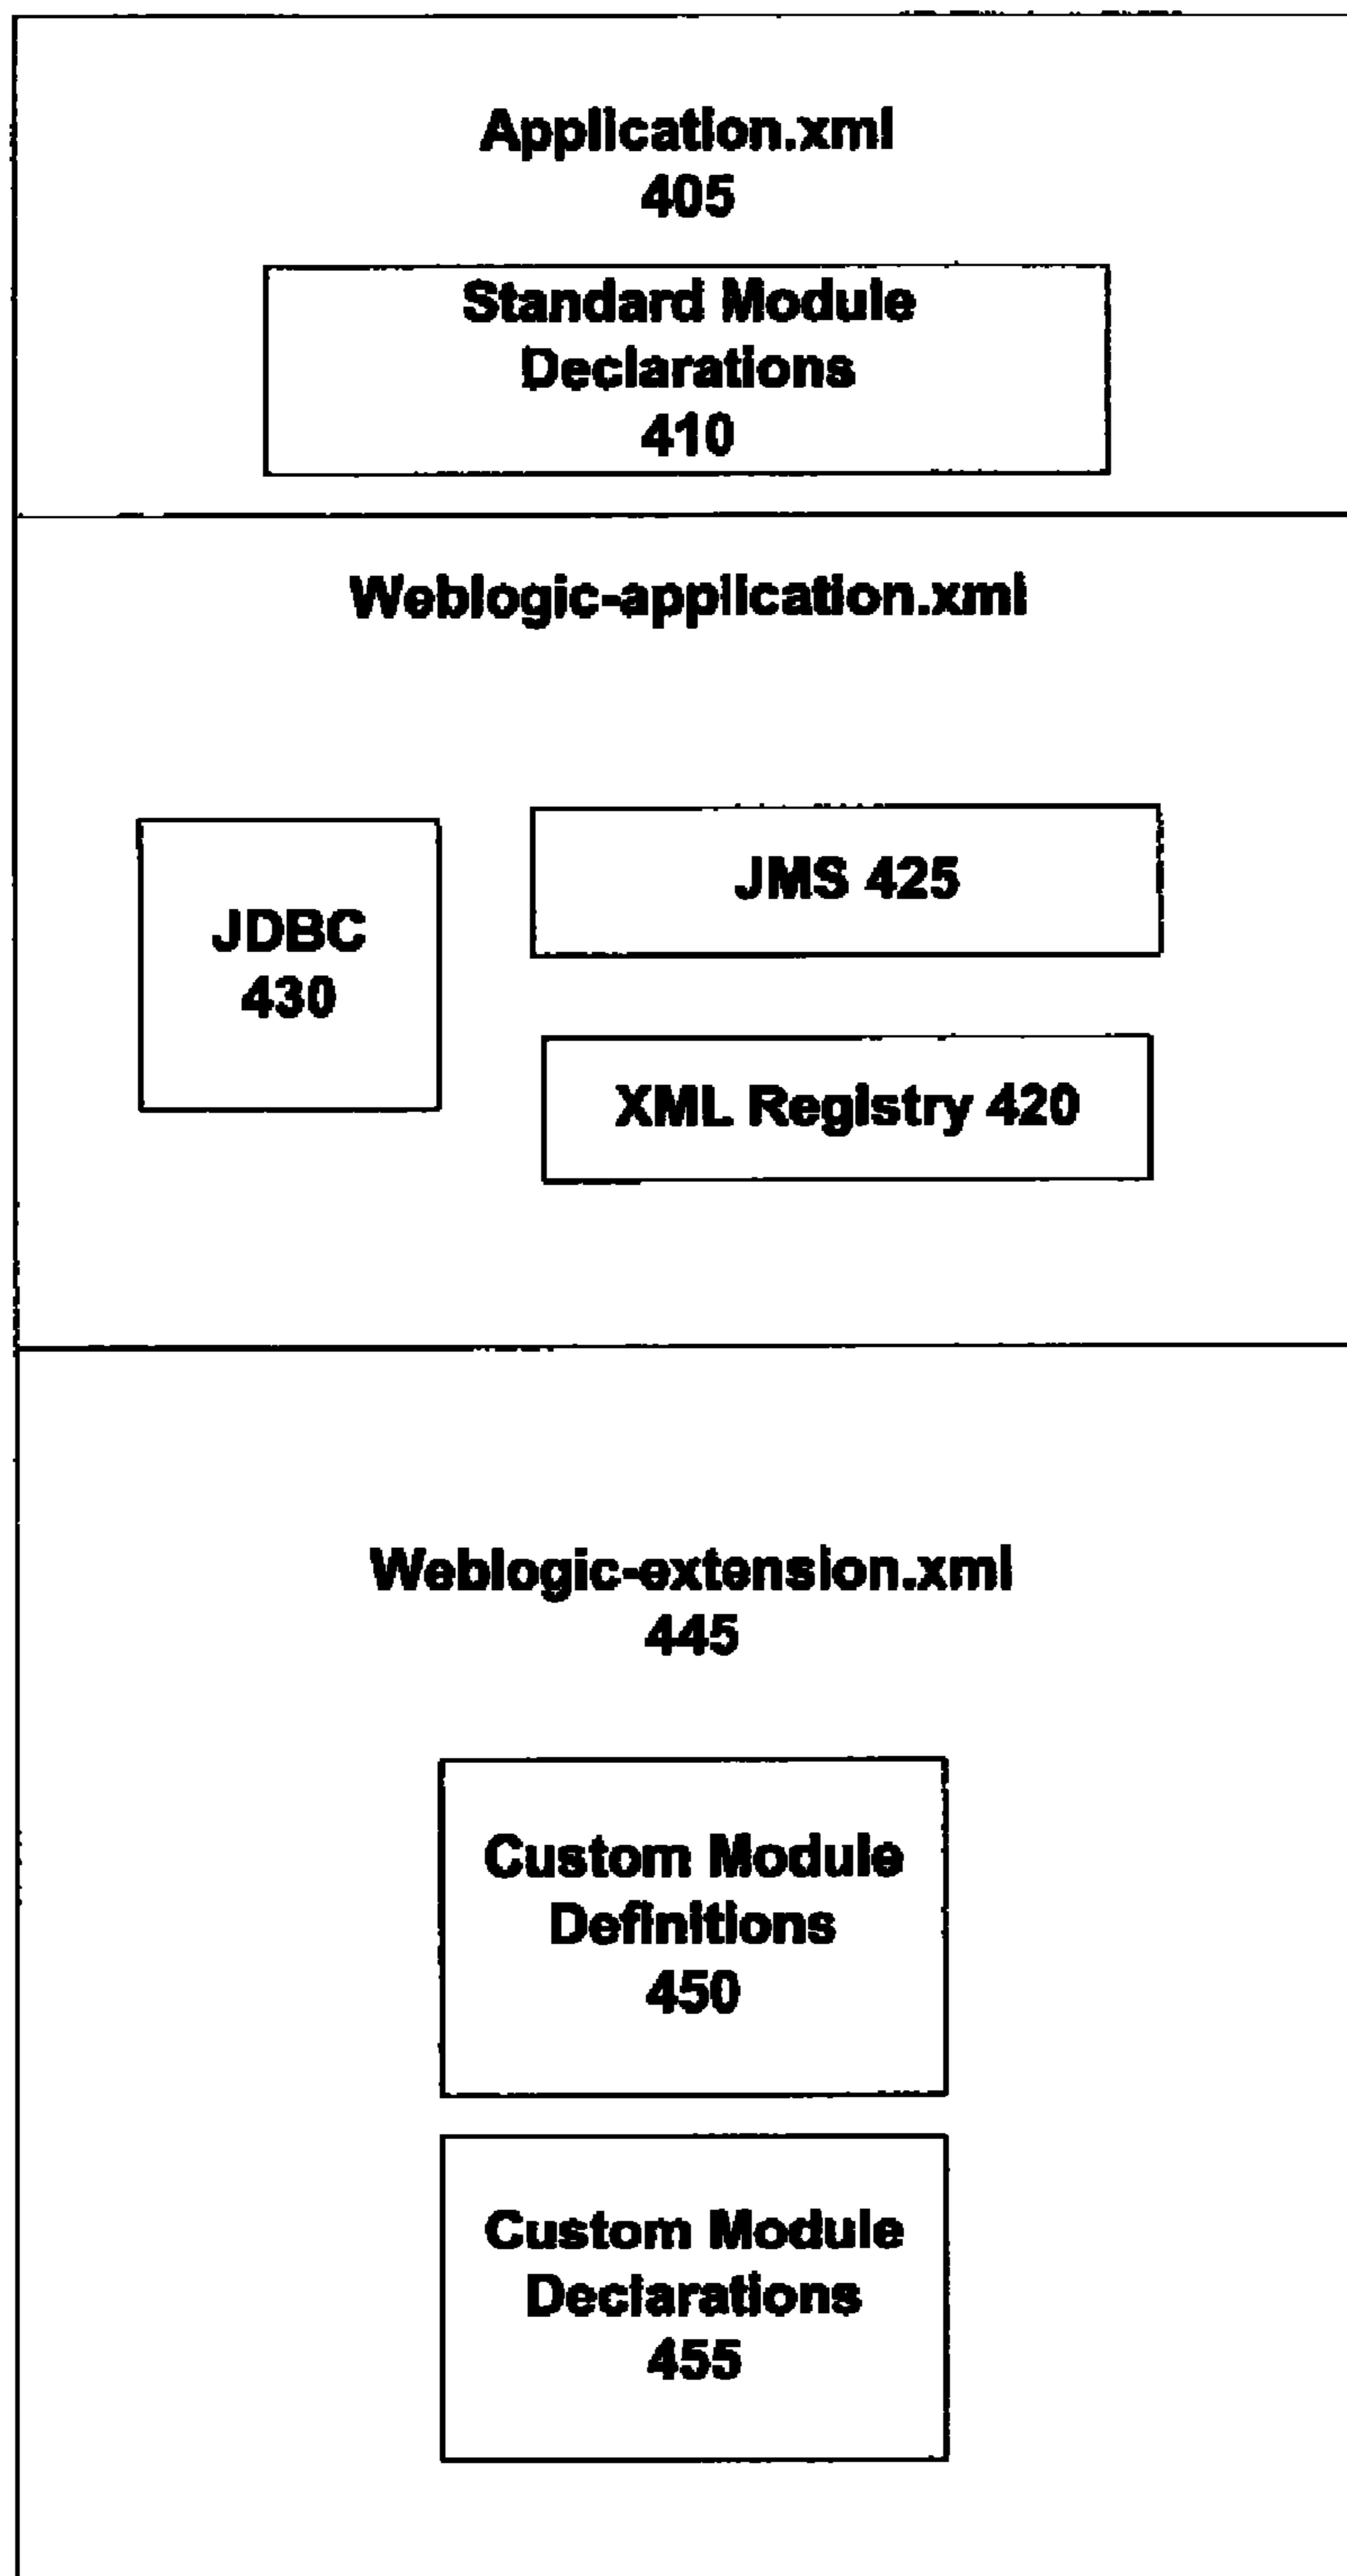 Application.xml
405
Standard Module
Declarations
410
Weblogic-application.xml
JDBC
430
JMS 425
XML Registry 420
Weblogic-extension.xml
445
Custom Module
Definitions
450
Custom Module
Declarations
455